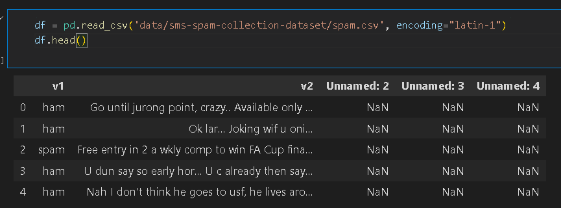 df = pd.read_csv("data/sms-spam-collection-dataset/spam.csv", encoding="latin-1")
df.head()
v1 v2 Unnamed: 2 Unnamed: 3 Unnamed: 4
0 ham Go until jurong point, crazy.. Available only ... NaN NaN NaN
1 ham Ok lar... Joking wif u oni... NaN NaN NaN
2 spam Free entry in 2 a wkly comp to win FA Cup fina... NaN NaN NaN
3 ham U dun say so early hor... U c already then say... NaN NaN NaN
4 ham Nah I don't think he goes to usf, he lives aro... NaN NaN NaN